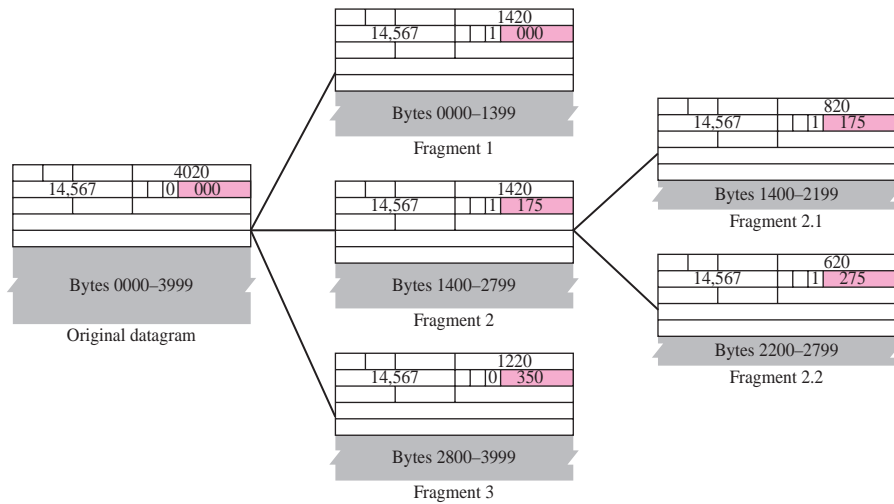 4020
14,567 0 000
Bytes 0000–3999
Original datagram
1420
14,567 1 000
Bytes 0000–1399
Fragment 1
1420
14,567 1 175
Bytes 1400–2799
Fragment 2
1220
14,567 0 350
Bytes 2800–3999
Fragment 3
820
14,567 1 175
Bytes 1400–2199
Fragment 2.1
620
14,567 1 275
Bytes 2200–2799
Fragment 2.2